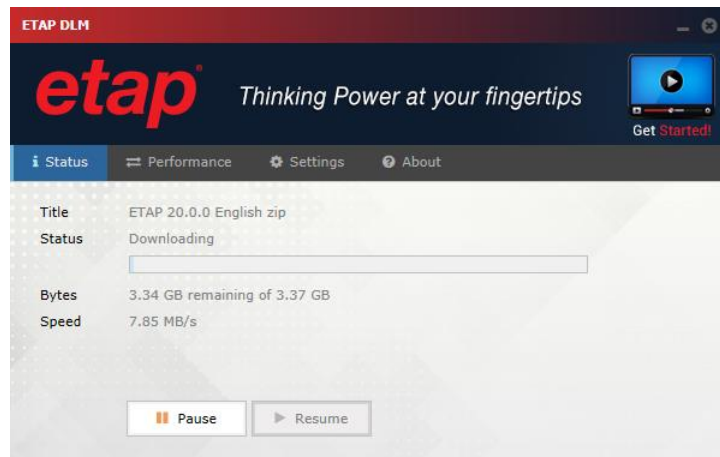 ETAP DLM
etap®
Thinking Power at your fingertips
Get Started!
Status Performance Settings About
Title ETAP 20.0.0 English zip
Status Downloading
Bytes 3.34 GB remaining of 3.37 GB
Speed 7.85 MB/s
Pause Resume